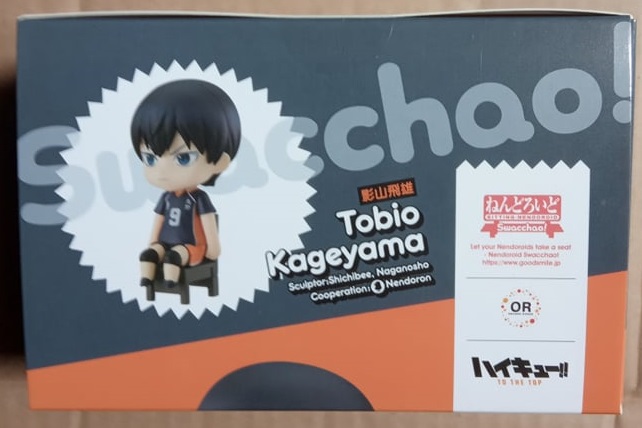 Swacchao!
9
影山飛雄
Tobio
Kageyama
Sculptor:Shichibee, Naganosho
Cooperation: Nendoron
ねんどろいど
SITTING NENDOROID
Swacchao!
Let your Nendoroids take a seat
- Nendoroid Swacchao!
https://www.goodsmile.jp
OR
ハイキュー!!
TO THE TOP